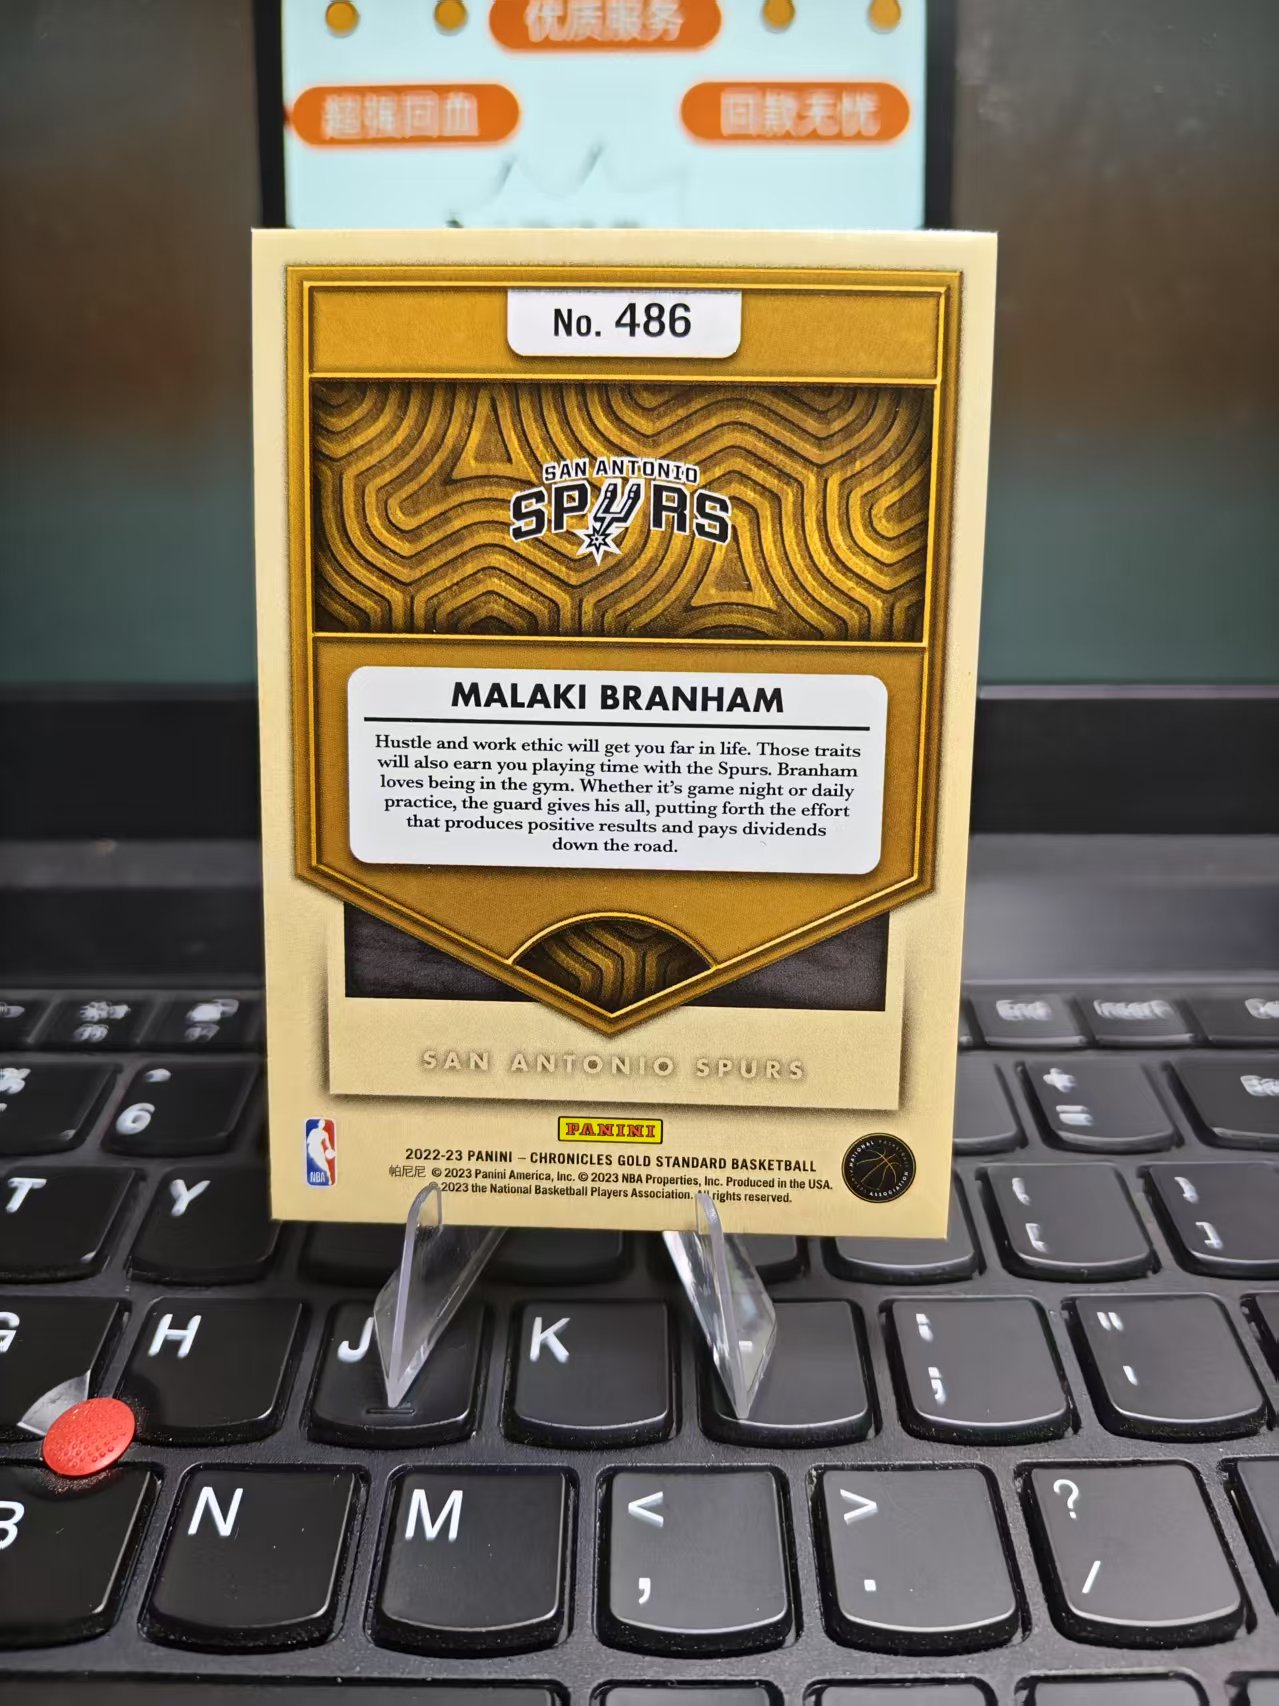 优质服务
超强回血
回款无忧
No. 486
SAN ANTONIO
SPURS
MALAKI BRANHAM
Hustle and work ethic will get you far in life. Those traits
will also earn you playing time with the Spurs. Branham
loves being in the gym. Whether it's game night or daily
practice, the guard gives his all, putting forth the effort
that produces positive results and pays dividends
down the road.
SAN ANTONIO SPURS
PANINI
NBA
2022-23 PANINI – CHRONICLES GOLD STANDARD BASKETBALL
帕尼尼 © 2023 Panini America, Inc. © 2023 NBA Properties, Inc. Produced in the USA.
© 2023 the National Basketball Players Association. All rights reserved.
End Insert
6
+ =
T Y { [ } ]
G H J K : ; " '
B N M < , > . ? /